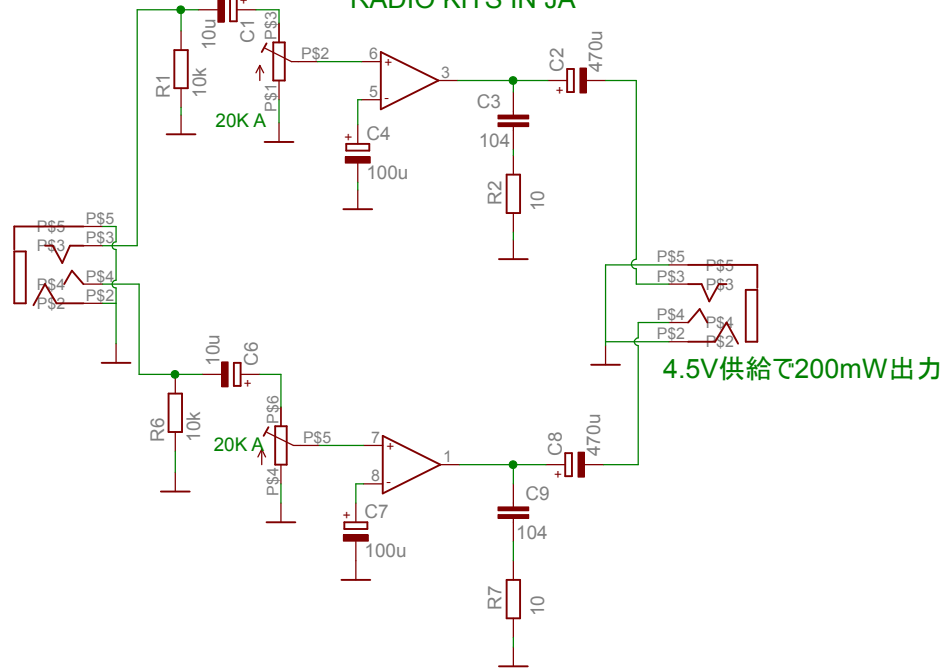 RADIO KITS IN JA
10u
C1
P$3
P$2
P$1
20K A
R1
10k
6
5
3
C4
100u
C3
104
R2
10
C2
470u
P$5
P$5
P$3
P$3
P$4
P$4
P$2
P$2
P$5
P$5
P$3
P$3
P$4
P$4
P$2
P$2
4.5V供給で200mW出力
10u
C6
P$6
P$5
P$4
20K A
R6
10k
7
8
1
C7
100u
C9
104
R7
10
C8
470u